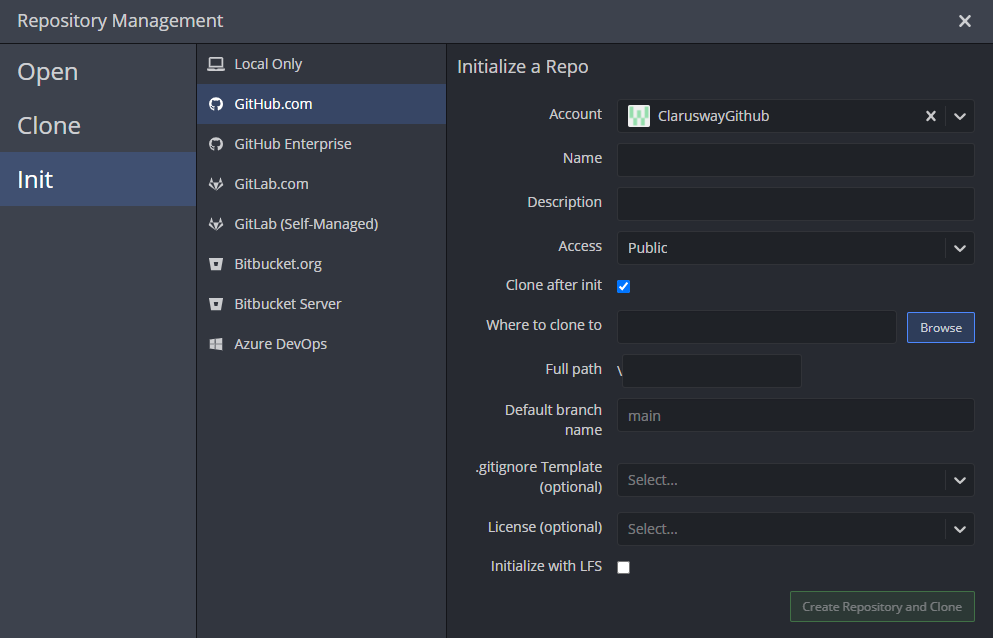 Repository Management
Open
Clone
Init
Local Only
GitHub.com
GitHub Enterprise
GitLab.com
GitLab (Self-Managed)
Bitbucket.org
Bitbucket Server
Azure DevOps
Initialize a Repo
Account ClaruswayGithub
Name
Description
Access Public
Clone after init
Where to clone to Browse
Full path \
Default branch
name main
.gitignore Template
(optional) Select...
License (optional) Select...
Initialize with LFS
Create Repository and Clone